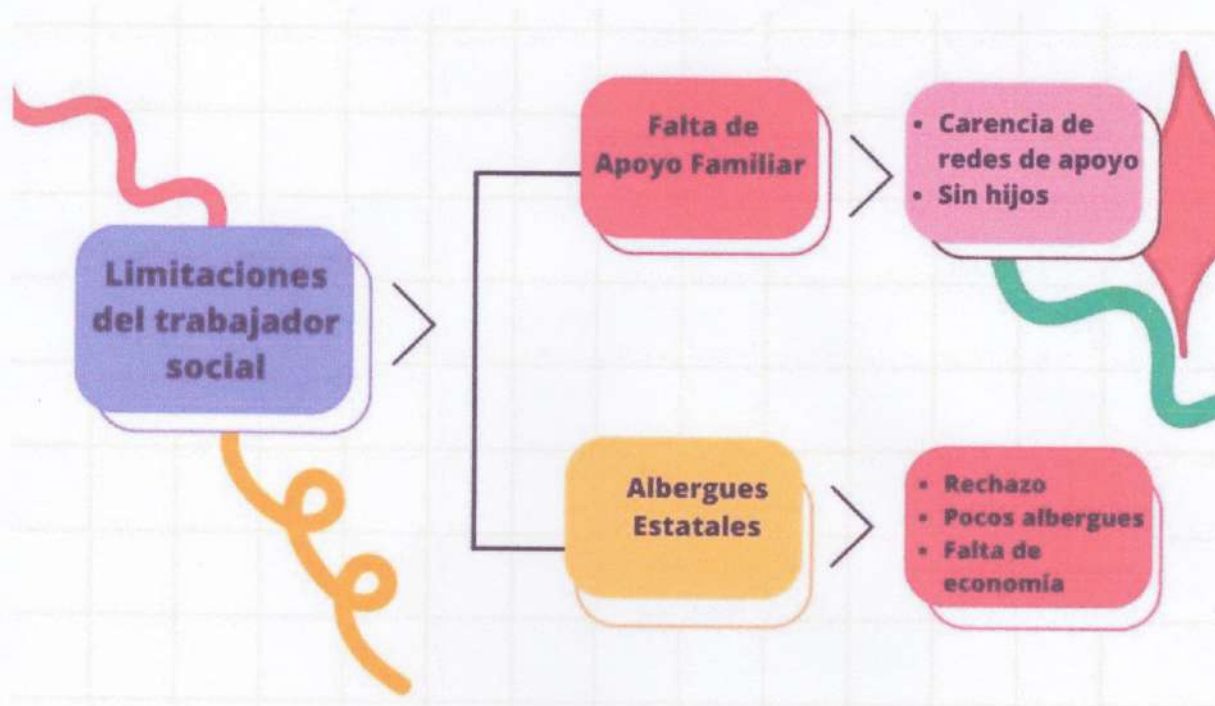 Limitaciones
del trabajador
social
Falta de
Apoyo Familiar
• Carencia de
redes de apoyo
• Sin hijos
Albergues
Estatales
• Rechazo
• Pocos albergues
• Falta de
economía